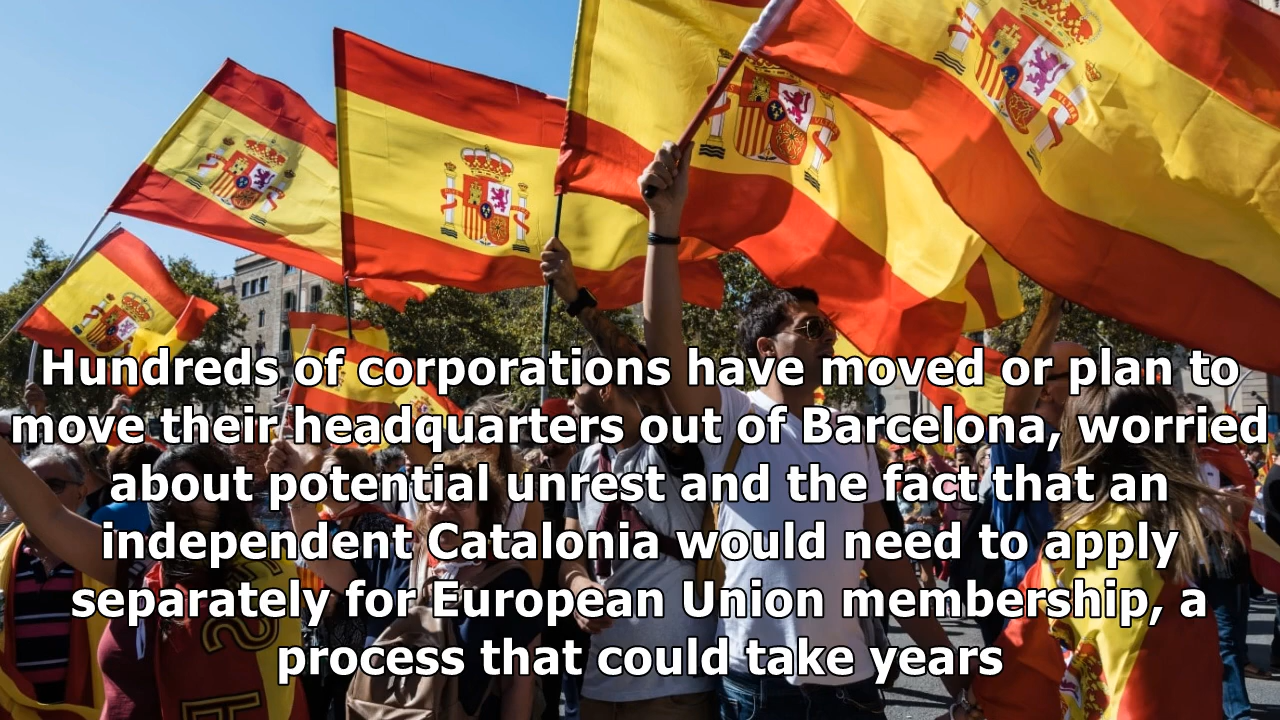 Hundreds of corporations have moved or plan to
move their headquarters out of Barcelona, worried
about potential unrest and the fact that an
independent Catalonia would need to apply
separately for European Union membership, a
process that could take years